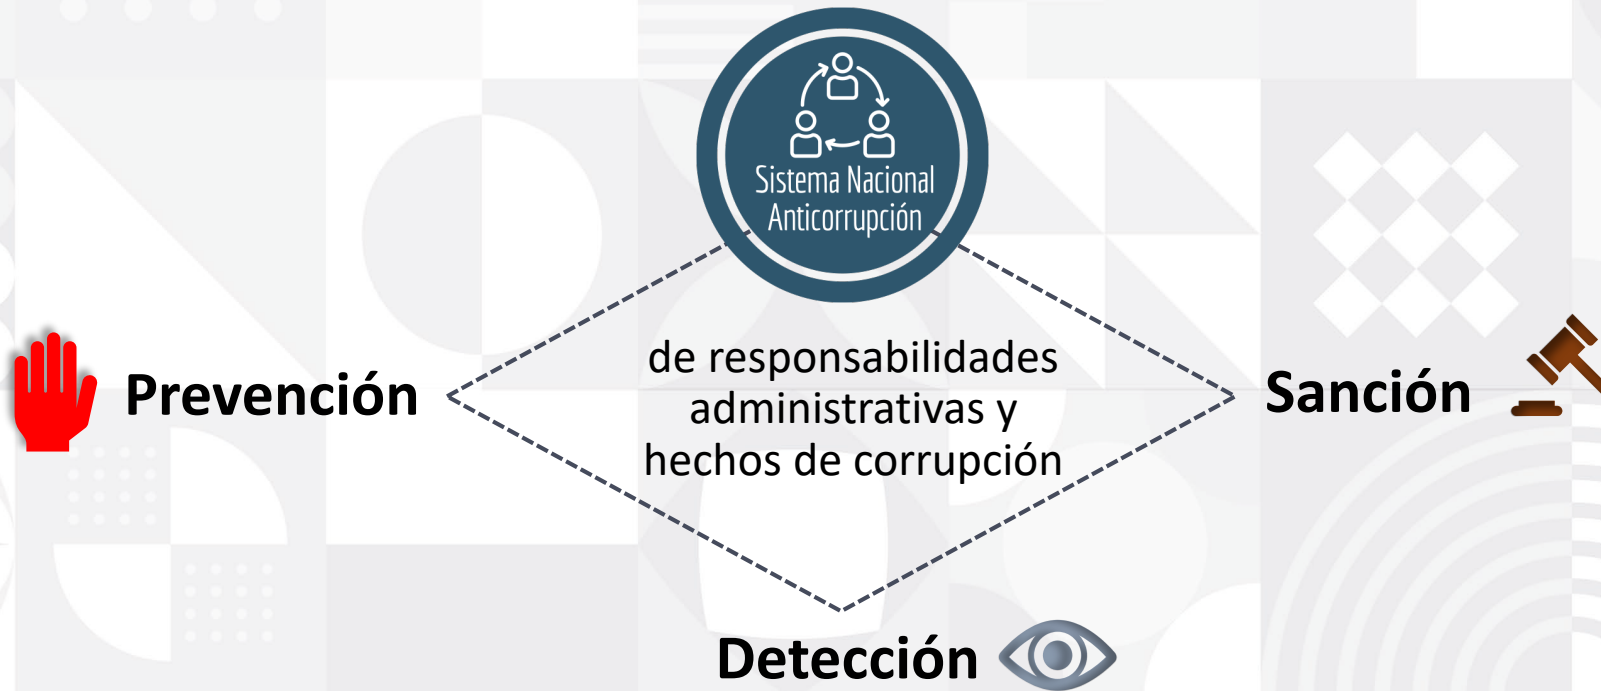 Sistema Nacional
Anticorrupción
de responsabilidades
administrativas y
hechos de corrupción
Prevención
Sanción
Detección